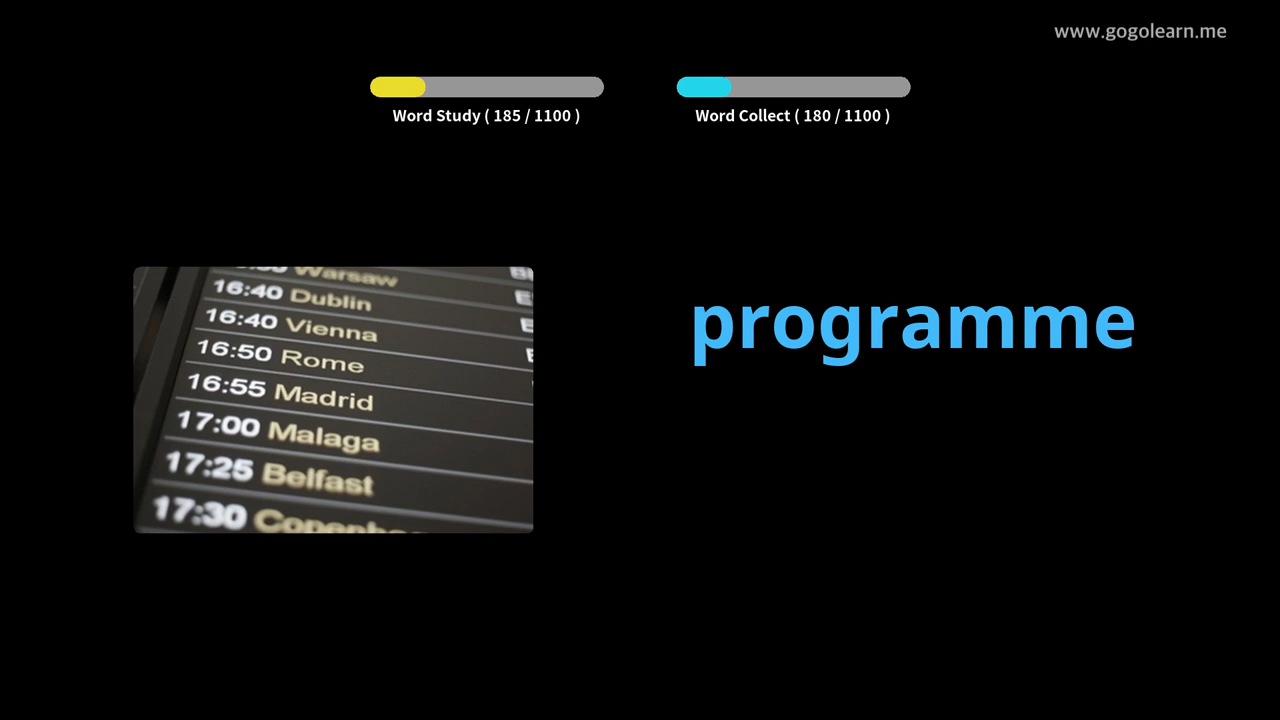 www.gogolearn.me
Word Study ( 185 / 1100 )
Word Collect ( 180 / 1100 )
Warsaw
16:40 Dublin
16:40 Vienna
16:50 Rome
16:55 Madrid
17:00 Malaga
17:25 Belfast
17:30
programme